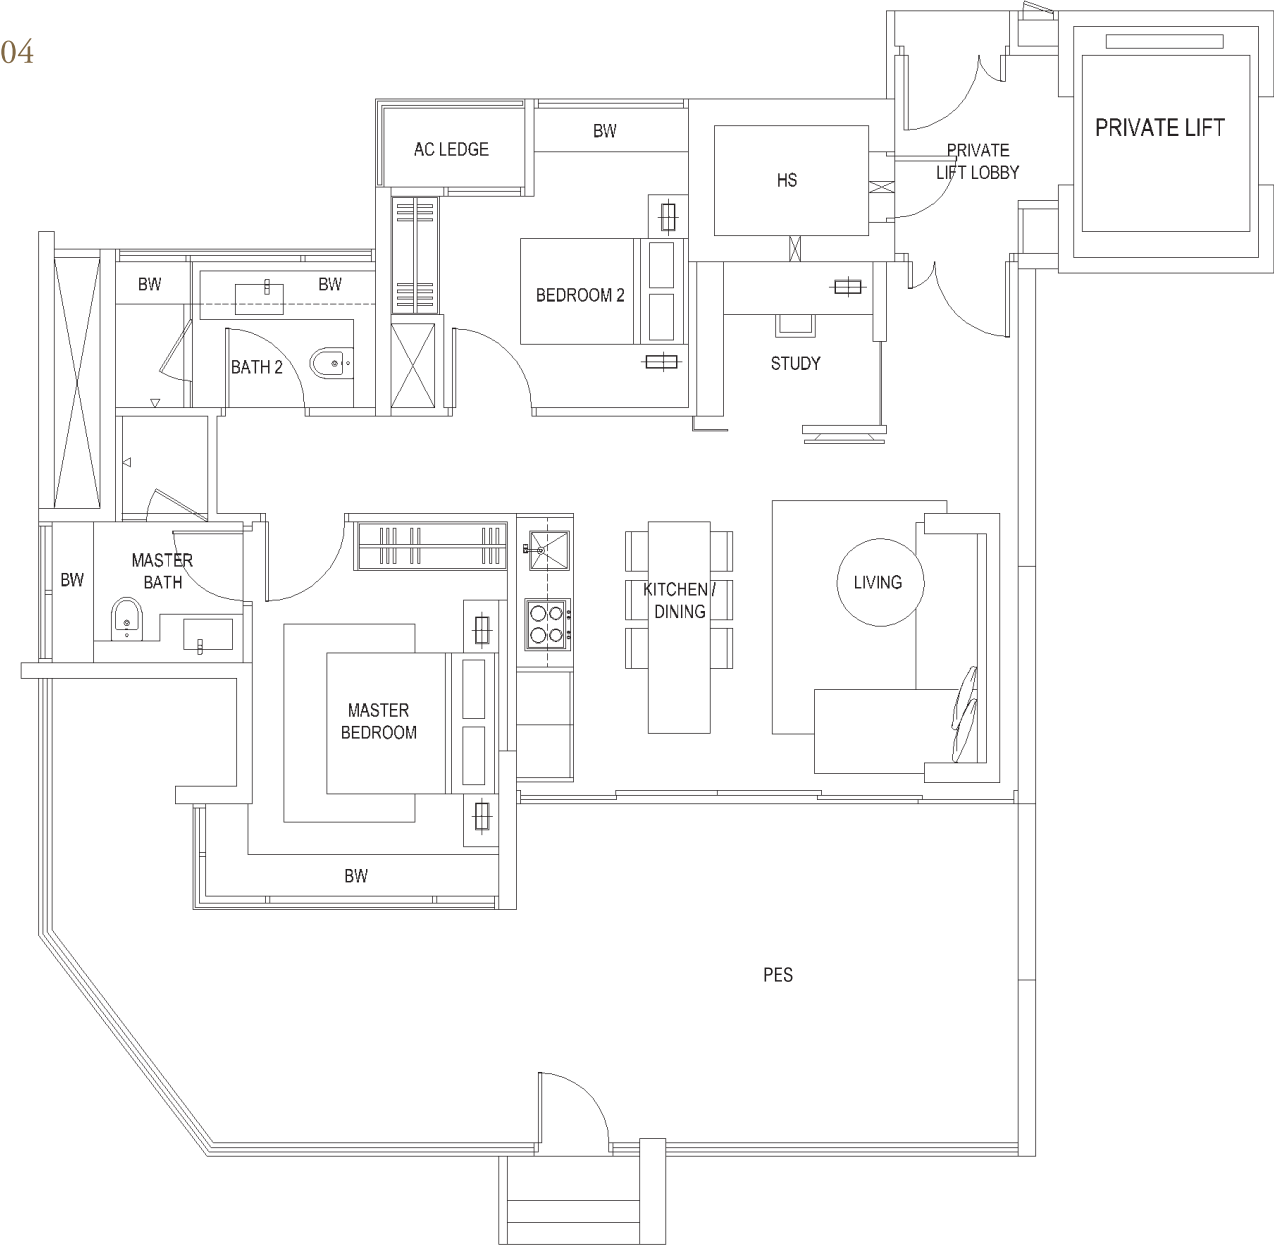 04
PRIVATE LIFT
BW
AC LEDGE
PRIVATE
LIFT LOBBY
HS
BW
BW
BEDROOM 2
BATH 2
STUDY
MASTER
BATH
BW
KITCHEN /
DINING
LIVING
MASTER
BEDROOM
BW
PES